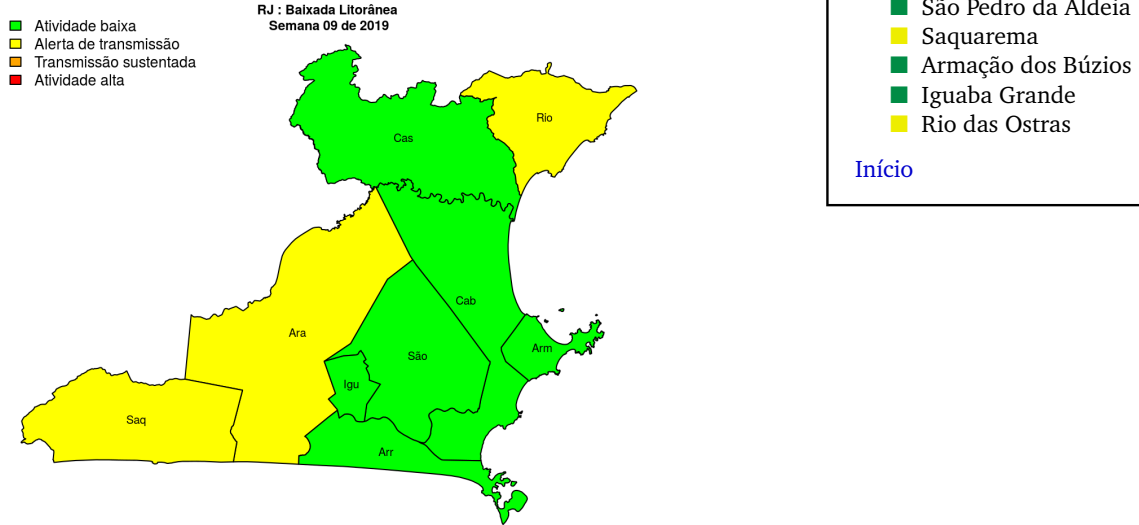 RJ : Baixada Litorânea
Semana 09 de 2019
Atividade baixa
Alerta de transmissão
Transmissão sustentada
Atividade alta
Cas
Rio
Cab
Ara
São
Arm
Igu
Saq
Arr
São Pedro da Aldeia
Saquarema
Armação dos Búzios
Iguaba Grande
Rio das Ostras
Início